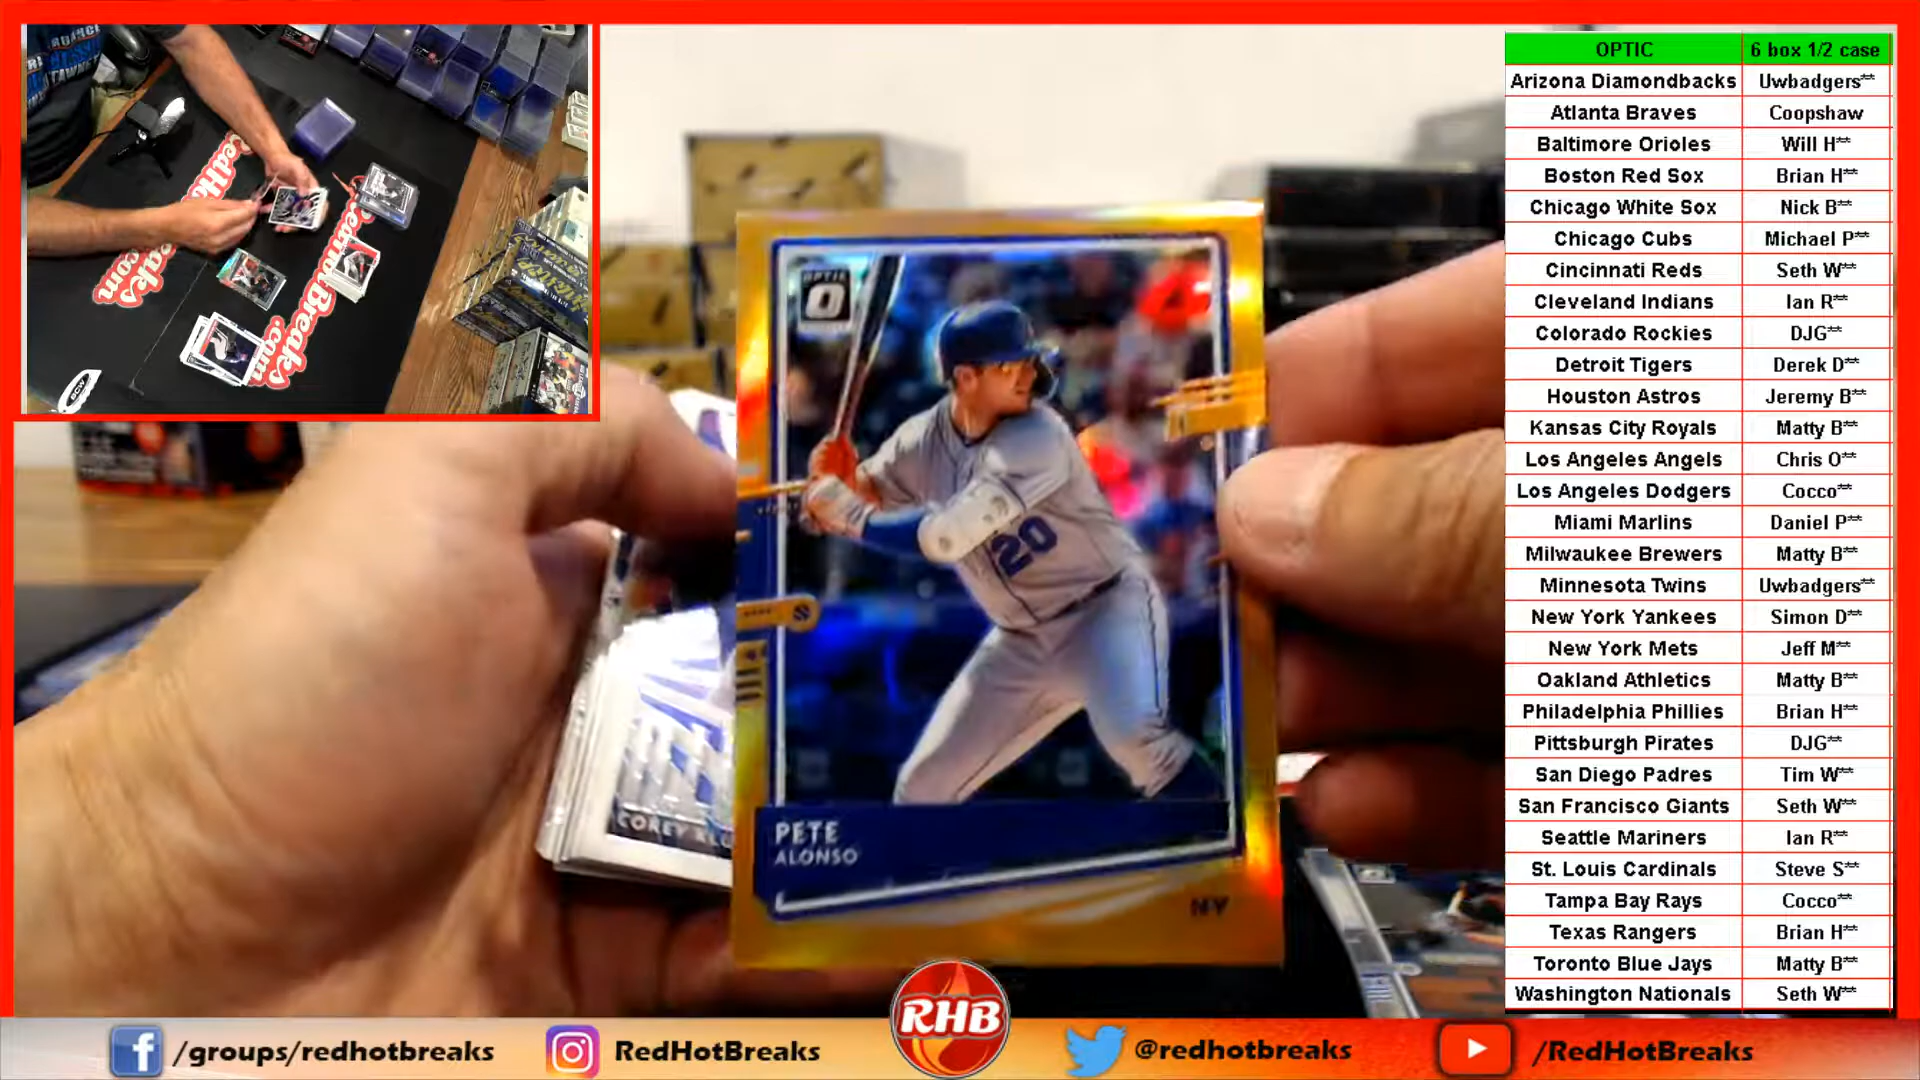 OPTIC 6 box 1/2 case
Arizona Diamondbacks Uwbadgers**
Atlanta Braves Coopshaw
Baltimore Orioles Will H**
Boston Red Sox Brian H**
Chicago White Sox Nick B**
Chicago Cubs Michael P**
Cincinnati Reds Seth W**
Cleveland Indians Ian R**
Colorado Rockies DJG**
Detroit Tigers Derek D**
Houston Astros Jeremy B**
Kansas City Royals Matty B**
Los Angeles Angels Chris O**
Los Angeles Dodgers Cocco**
Miami Marlins Daniel P**
Milwaukee Brewers Matty B**
Minnesota Twins Uwbadgers**
New York Yankees Simon D**
New York Mets Jeff M**
Oakland Athletics Matty B**
Philadelphia Phillies Brian H**
Pittsburgh Pirates DJG**
San Diego Padres Tim W**
San Francisco Giants Seth W**
Seattle Mariners Ian R**
St. Louis Cardinals Steve S**
Tampa Bay Rays Cocco**
Texas Rangers Brian H**
Toronto Blue Jays Matty B**
Washington Nationals Seth W**
OPTIC
O
20
PETE
ALONSO
NY
COREY
Breaks
.com
BCW
RHB
/groups/redhotbreaks
RedHotBreaks
@redhotbreaks
/RedHotBreaks